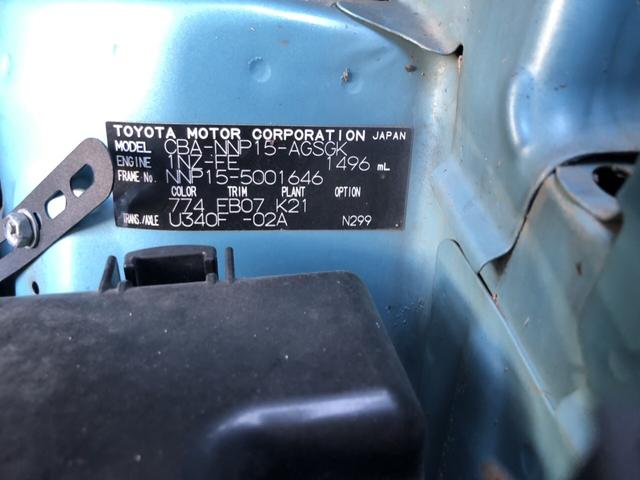 TOYOTA MOTOR CORPORATION JAPAN
MODEL CBA-NNP15-AGSGK
ENGINE 1NZ-FE 1496 mL
FRAME No. NNP15-5001646
COLOR TRIM PLANT OPTION
774 FB07 K21
TRANS./AXLE U340F -02A N299